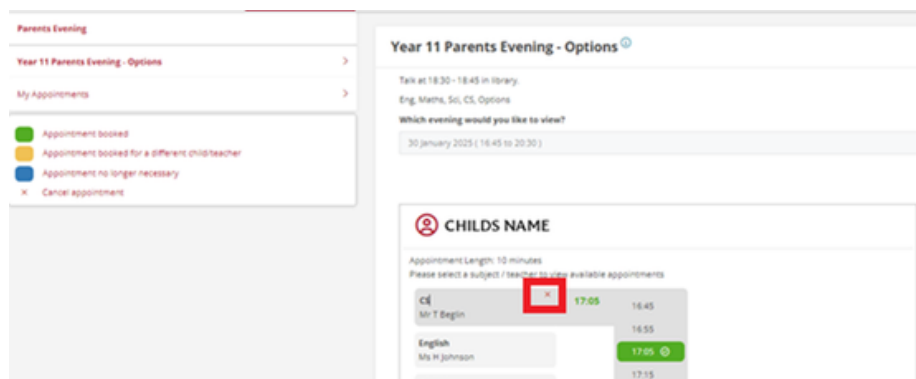 Parents Evening
Year 11 Parents Evening - Options
My Appointments
Appointment booked
Appointment booked for a different child/teacher
Appointment no longer necessary
× Cancel appointment
Year 11 Parents Evening - Options
Talk at 18:30 - 18:45 in library.
Eng, Maths, Sci, CS, Options
Which evening would you like to view?
30 January 2025 ( 16:45 to 20:30 )
CHILDS NAME
Appointment Length: 10 minutes
Please select a subject / teacher to view available appointments
CS × 17:05 16:45
Mr T Beglin
16:55
English
Ms H Johnson
17:05
17:15